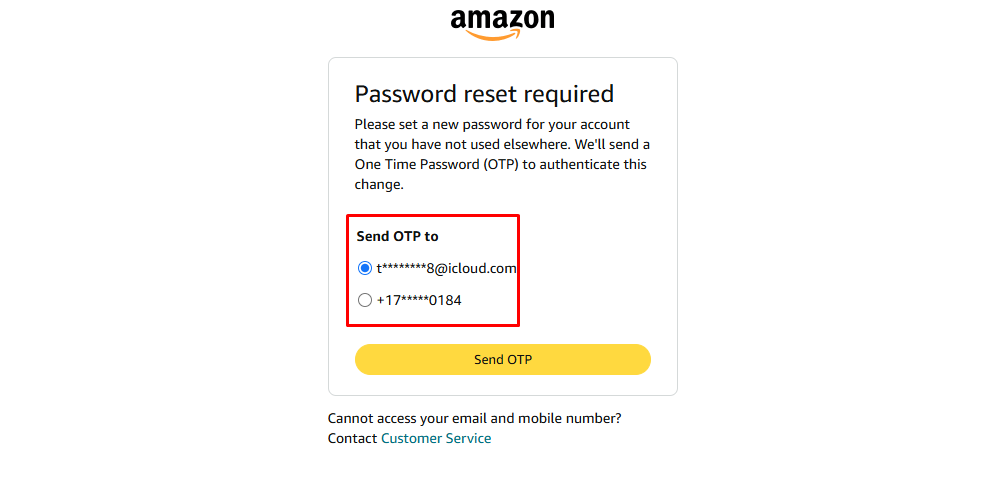 amazon
Password reset required
Please set a new password for your account
that you have not used elsewhere. We'll send a
One Time Password (OTP) to authenticate this
change.
Send OTP to
t********8@icloud.com
+17*****0184
Send OTP
Cannot access your email and mobile number?
Contact Customer Service